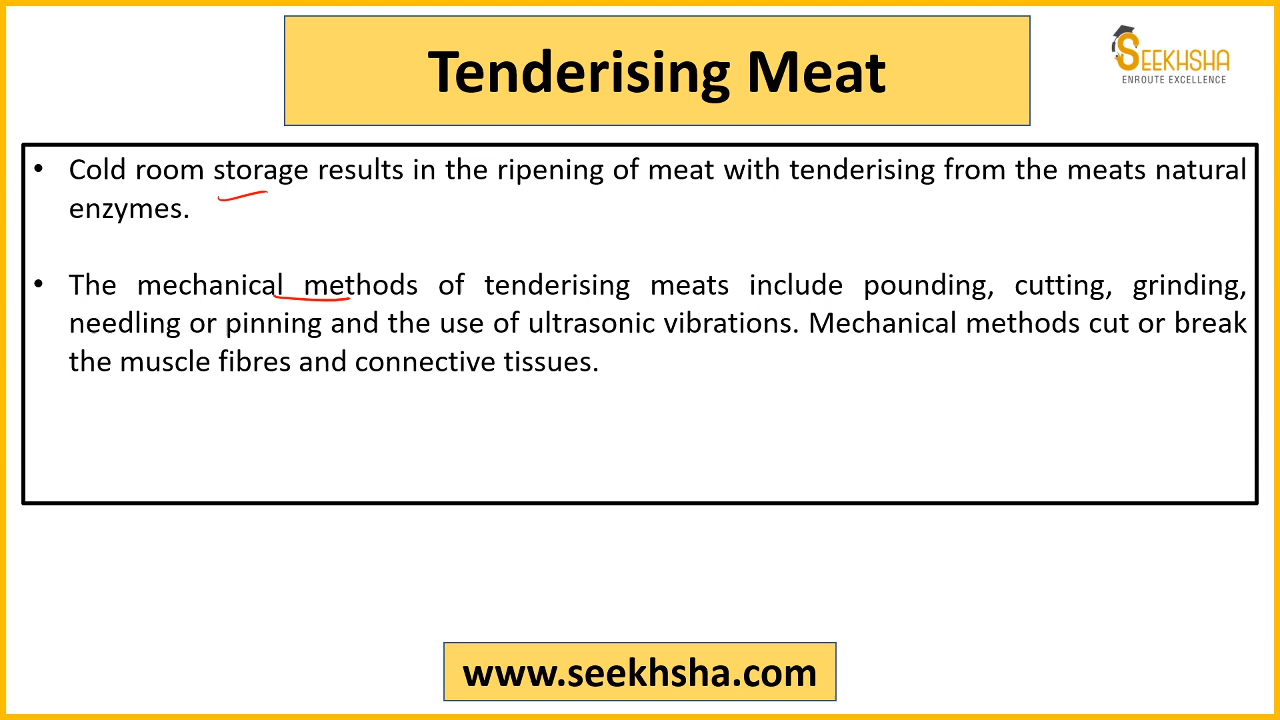 Tenderising Meat
SEEKHSHA
ENROUTE EXCELLENCE
• Cold room storage results in the ripening of meat with tenderising from the meats natural
enzymes.
• The mechanical methods of tenderising meats include pounding, cutting, grinding,
needling or pinning and the use of ultrasonic vibrations. Mechanical methods cut or break
the muscle fibres and connective tissues.
www.seekhsha.com